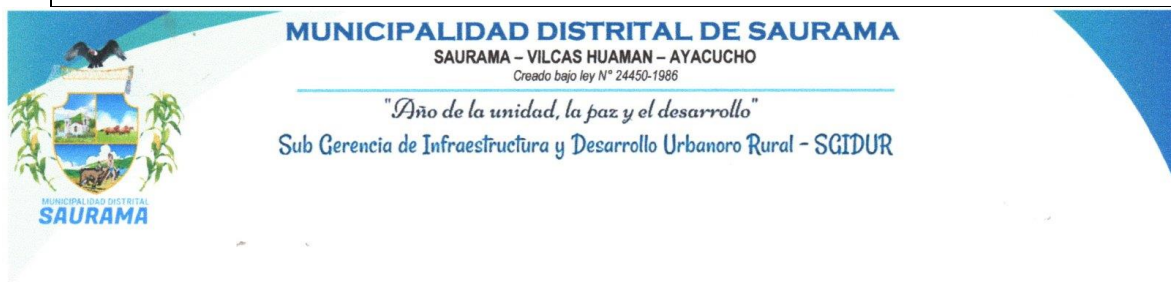 MUNICIPALIDAD DISTRITAL DE SAURAMA
SAURAMA – VILCAS HUAMAN – AYACUCHO
Creado bajo ley N° 24450-1986
"Año de la unidad, la paz y el desarrollo"
Sub Gerencia de Infraestructura y Desarrollo Urbanoro Rural - SGIDUR
MUNICIPALIDAD DISTRITAL
SAURAMA